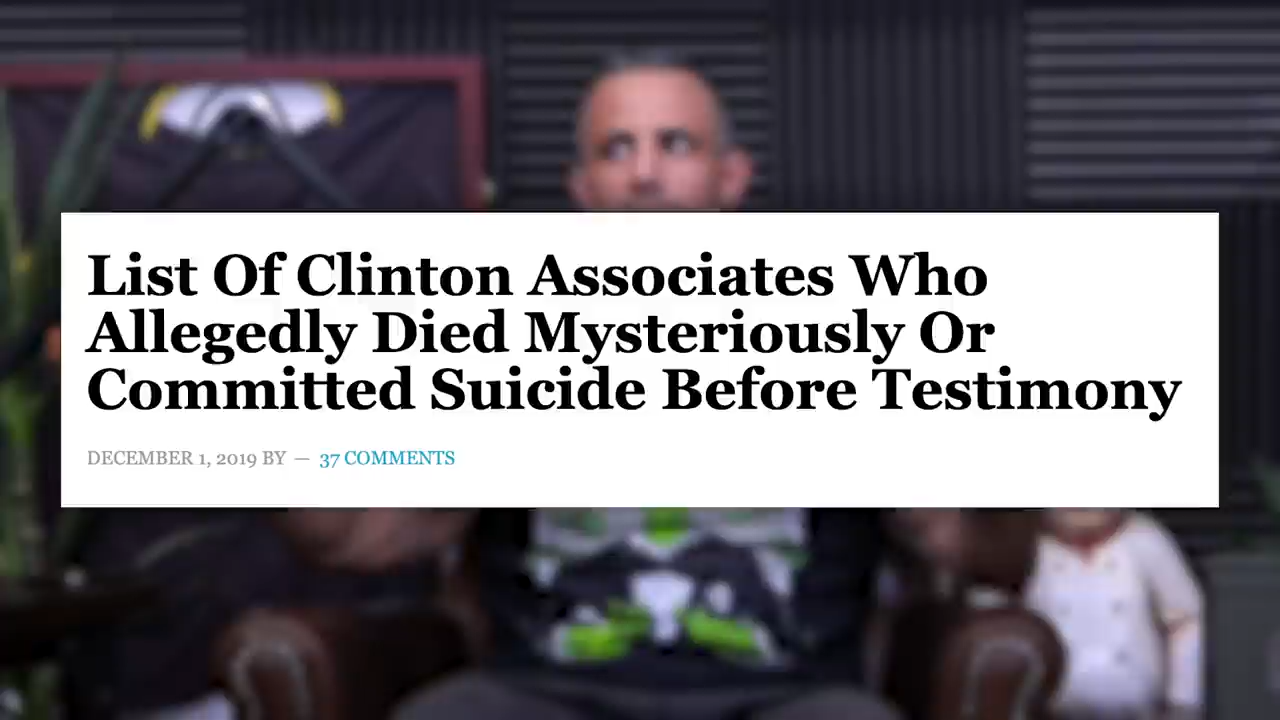 List Of Clinton Associates Who
Allegedly Died Mysteriously Or
Committed Suicide Before Testimony
DECEMBER 1, 2019 BY — 37 COMMENTS